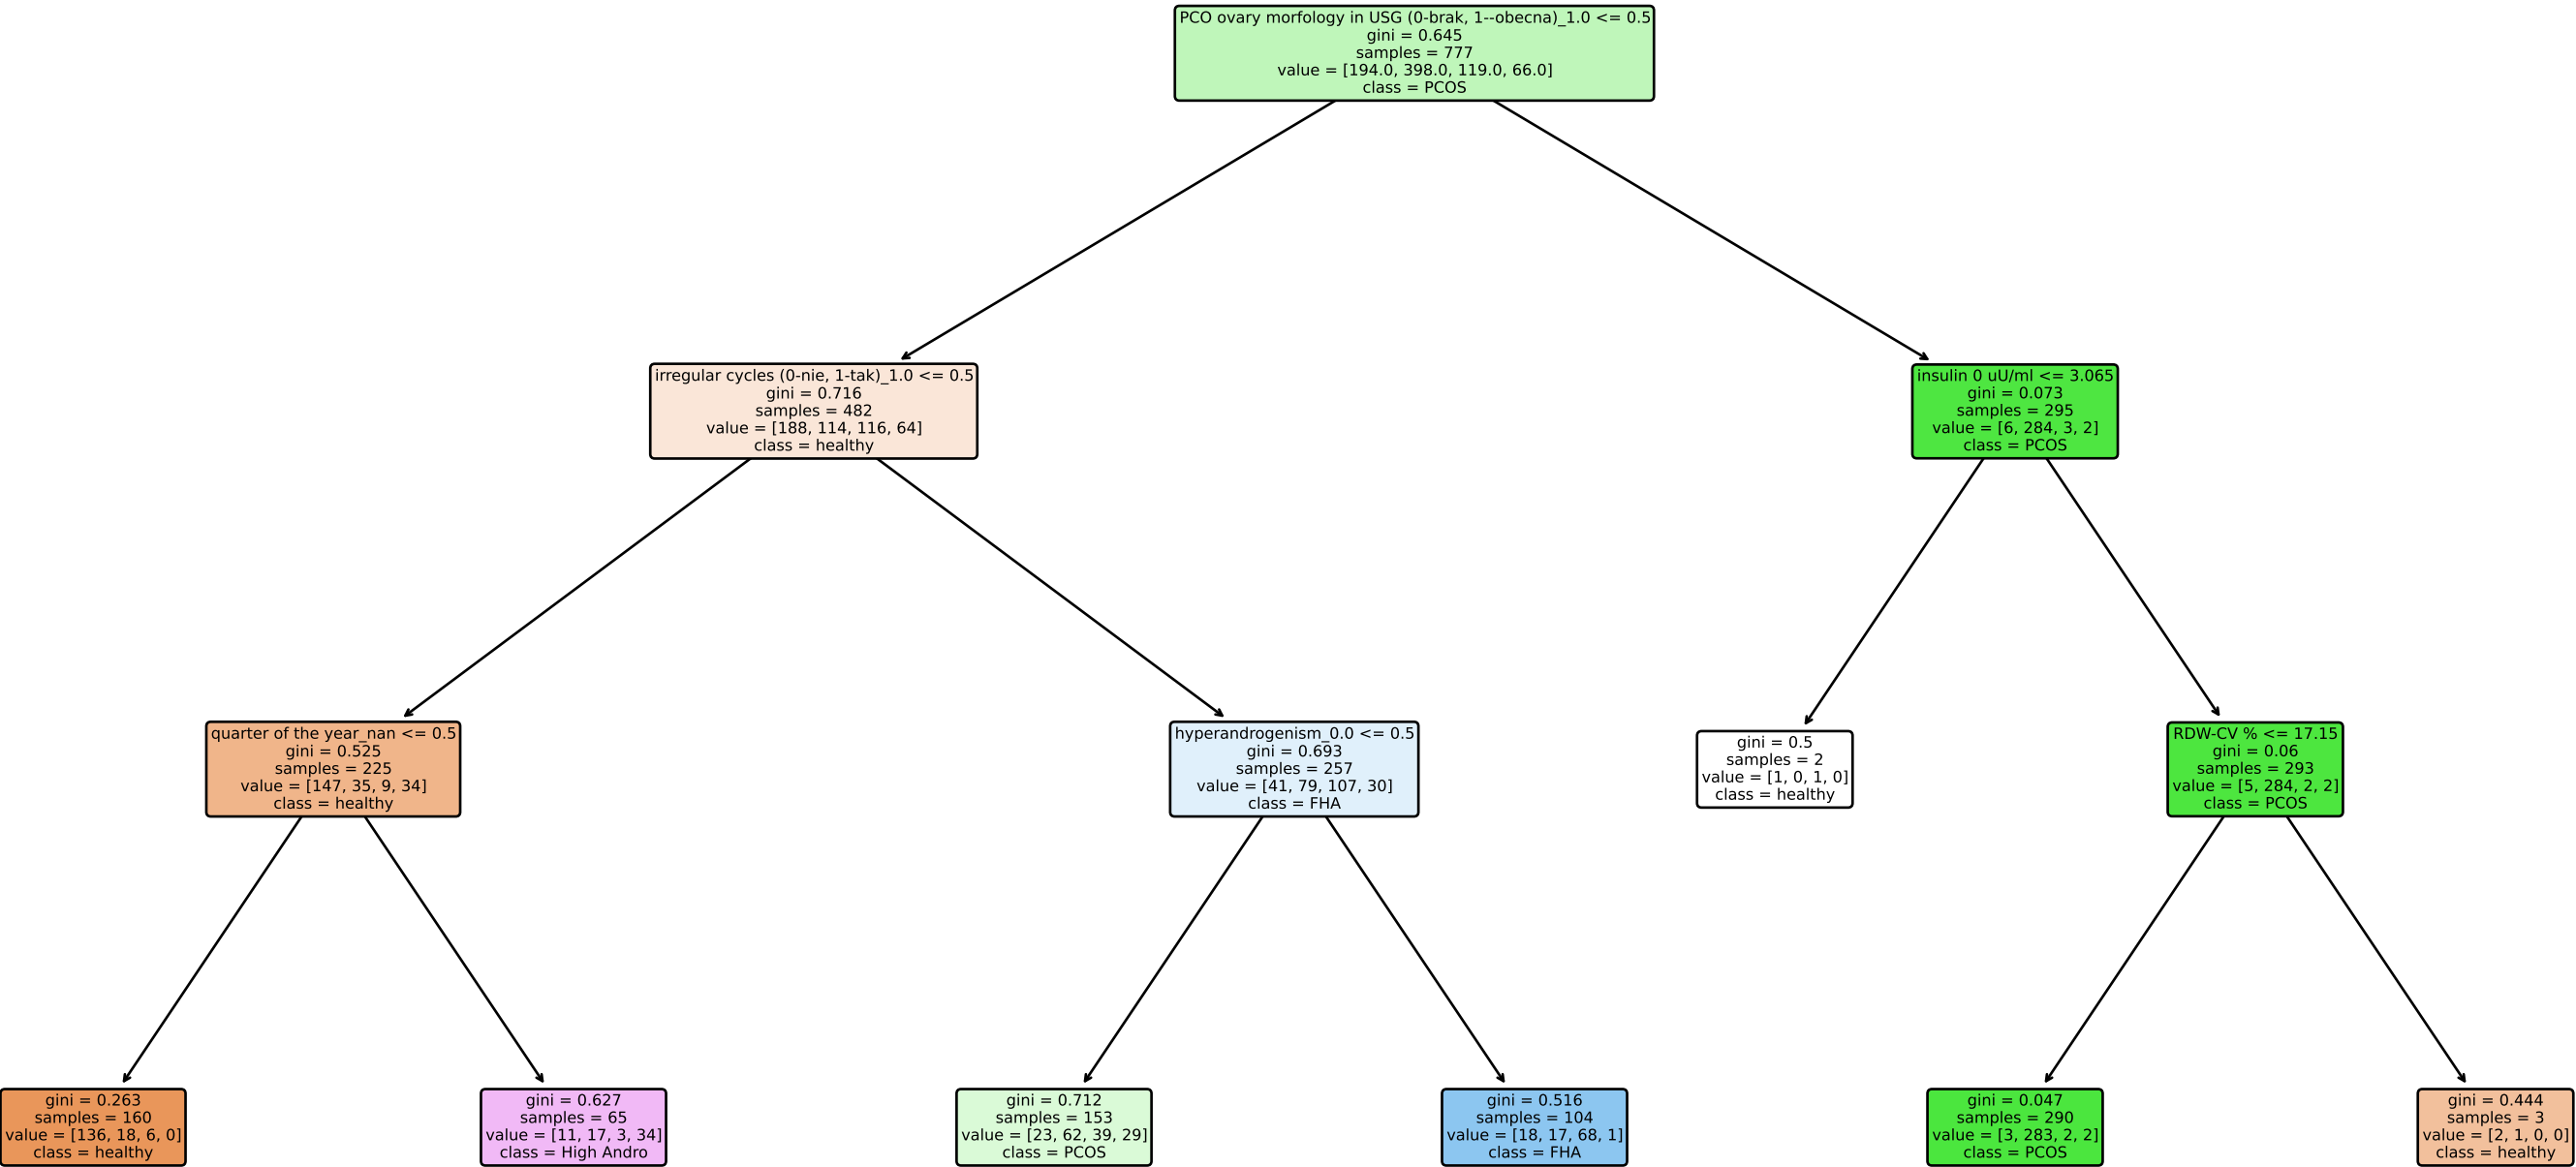 PCO ovary morfology in USG (0-brak, 1--obecna)_1.0 <= 0.5
gini = 0.645
samples = 777
value = [194.0, 398.0, 119.0, 66.0]
class = PCOS
irregular cycles (0-nie, 1-tak)_1.0 <= 0.5
gini = 0.716
samples = 482
value = [188, 114, 116, 64]
class = healthy
insulin 0 uU/ml <= 3.065
gini = 0.073
samples = 295
value = [6, 284, 3, 2]
class = PCOS
quarter of the year_nan <= 0.5
gini = 0.525
samples = 225
value = [147, 35, 9, 34]
class = healthy
hyperandrogenism_0.0 <= 0.5
gini = 0.693
samples = 257
value = [41, 79, 107, 30]
class = FHA
gini = 0.5
samples = 2
value = [1, 0, 1, 0]
class = healthy
RDW-CV % <= 17.15
gini = 0.06
samples = 293
value = [5, 284, 2, 2]
class = PCOS
gini = 0.263
samples = 160
value = [136, 18, 6, 0]
class = healthy
gini = 0.627
samples = 65
value = [11, 17, 3, 34]
class = High Andro
gini = 0.712
samples = 153
value = [23, 62, 39, 29]
class = PCOS
gini = 0.516
samples = 104
value = [18, 17, 68, 1]
class = FHA
gini = 0.047
samples = 290
value = [3, 283, 2, 2]
class = PCOS
gini = 0.444
samples = 3
value = [2, 1, 0, 0]
class = healthy